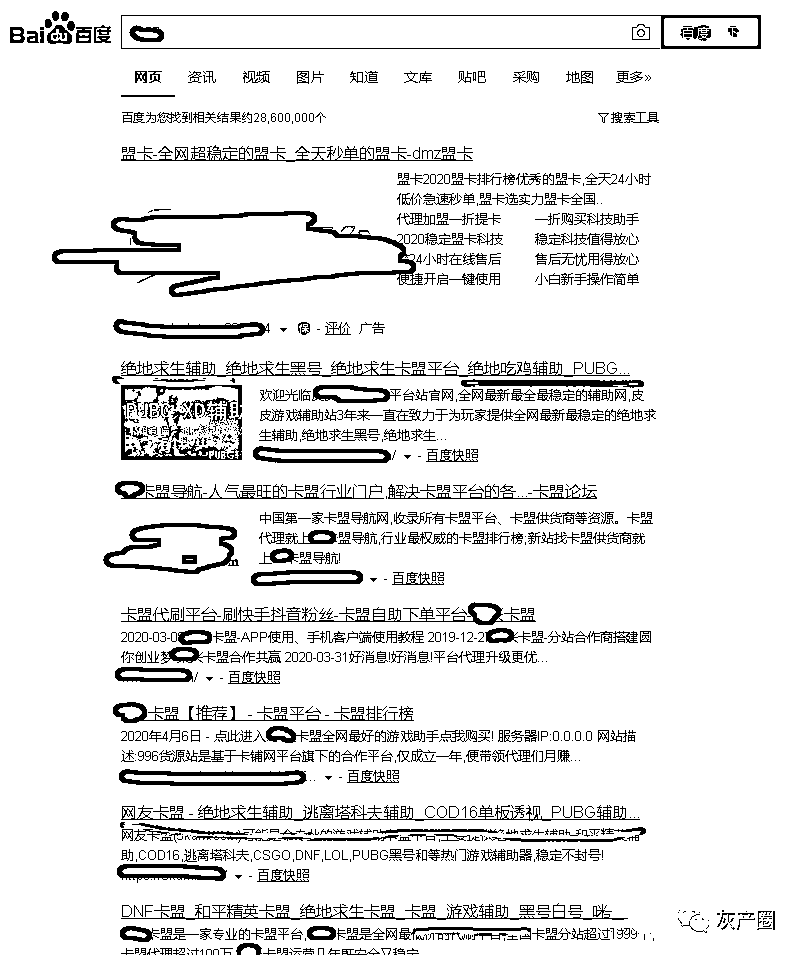 Bai百度
网页 资讯 视频 图片 知道 文库 贴吧 采购 地图 更多»
百度为您找到相关结果约28,600,000个 搜索工具
盟卡-全网超稳定的盟卡_全天秒单的盟卡-dmz盟卡
盟卡2020盟卡排行榜优秀的盟卡,全天24小时
低价急速秒单,盟卡选实力盟卡全国..
代理加盟一折提卡 一折购买科技助手
2020稳定盟卡科技 稳定科技值得放心
24小时在线售后 售后无忧用得放心
便捷开启一键使用 小白新手操作简单
4 保 - 评价 广告
绝地求生辅助_绝地求生黑号_绝地求生卡盟平台_绝地吃鸡辅助_PUBG...
PUBG XD辅助
欢迎光临 平台站官网,全网最新最全最稳定的辅助网,皮
皮游戏辅助站3年来一直在致力于为玩家提供全网最新最稳定的绝地求
生辅助,绝地求生黑号,绝地求生...
/ - 百度快照
卡盟导航-人气最旺的卡盟行业门户,解决卡盟平台的各...-卡盟论坛
中国第一家卡盟导航网,收录所有卡盟平台、卡盟供货商等资源。卡盟
代理就上 盟导航,行业最权威的卡盟排行榜;新站找卡盟供货商就
上 卡盟导航!
- 百度快照
卡盟代刷平台-刷快手抖音粉丝-卡盟自助下单平台- 卡盟
2020-03-0 卡盟-APP使用、手机客户端使用教程 2019-12-2 卡盟-分站合作商搭建圆
你创业梦 卡盟合作共赢 2020-03-31好消息!好消息!平台代理升级更优...
/ - 百度快照
卡盟【推荐】 - 卡盟平台 - 卡盟排行榜
2020年4月6日 - 点此进入 卡盟全网最好的游戏助手点我购买! 服务器IP:0.0.0.0 网站描
述:996货源站是基于卡辅网平台旗下的合作平台,仅成立一年,便带领代理们月赚...
... - 百度快照
网友卡盟 - 绝地求生辅助_逃离塔科夫辅助_COD16单板透视_PUBG辅助...
网友卡盟
助,COD16,逃离塔科夫,CSGO,DNF,LOL,PUBG黑号和等热门游戏辅助器,稳定不封号!
- 百度快照
DNF卡盟_和平精英卡盟_绝地求生卡盟_卡盟_游戏辅助_黑号白号_咪
卡盟是一家专业的卡盟平台, 卡盟是全网最低价的代刷平台,全国卡盟分站超过1999个,
卡盟代理超过100万, 卡盟运营几年既安全又稳定
灰产圈